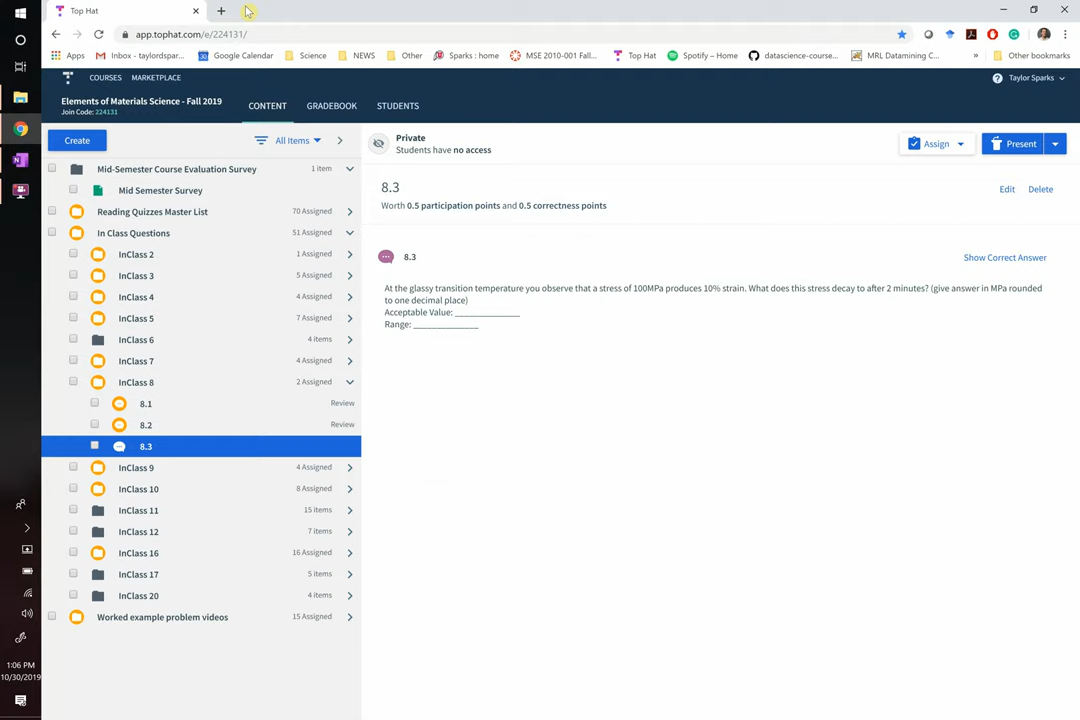 Top Hat
app.tophat.com/e/224131/
Apps
Inbox - taylordspar...
Google Calendar
Science
NEWS
Other
Sparks : home
MSE 2010-001 Fall...
Top Hat
Spotify – Home
datascience-course...
MRL Datamining C...
»
Other bookmarks
COURSES
MARKETPLACE
Taylor Sparks
Elements of Materials Science - Fall 2019
Join Code: 224131
CONTENT
GRADEBOOK
STUDENTS
Create
All Items
Private
Students have no access
Assign
Present
Mid-Semester Course Evaluation Survey 1 item
Mid Semester Survey
Reading Quizzes Master List 70 Assigned
In Class Questions 51 Assigned
InClass 2 1 Assigned
InClass 3 5 Assigned
InClass 4 4 Assigned
InClass 5 7 Assigned
InClass 6 4 items
InClass 7 4 Assigned
InClass 8 2 Assigned
8.1 Review
8.2 Review
8.3
InClass 9 4 Assigned
InClass 10 8 Assigned
InClass 11 15 items
InClass 12 7 items
InClass 16 16 Assigned
InClass 17 5 items
InClass 20 4 items
Worked example problem videos 15 Assigned
8.3
Edit
Delete
Worth 0.5 participation points and 0.5 correctness points
8.3
Show Correct Answer
At the glassy transition temperature you observe that a stress of 100MPa produces 10% strain. What does this stress decay to after 2 minutes? (give answer in MPa rounded
to one decimal place)
Acceptable Value: ______________
Range: ______________
1:06 PM
10/30/2019